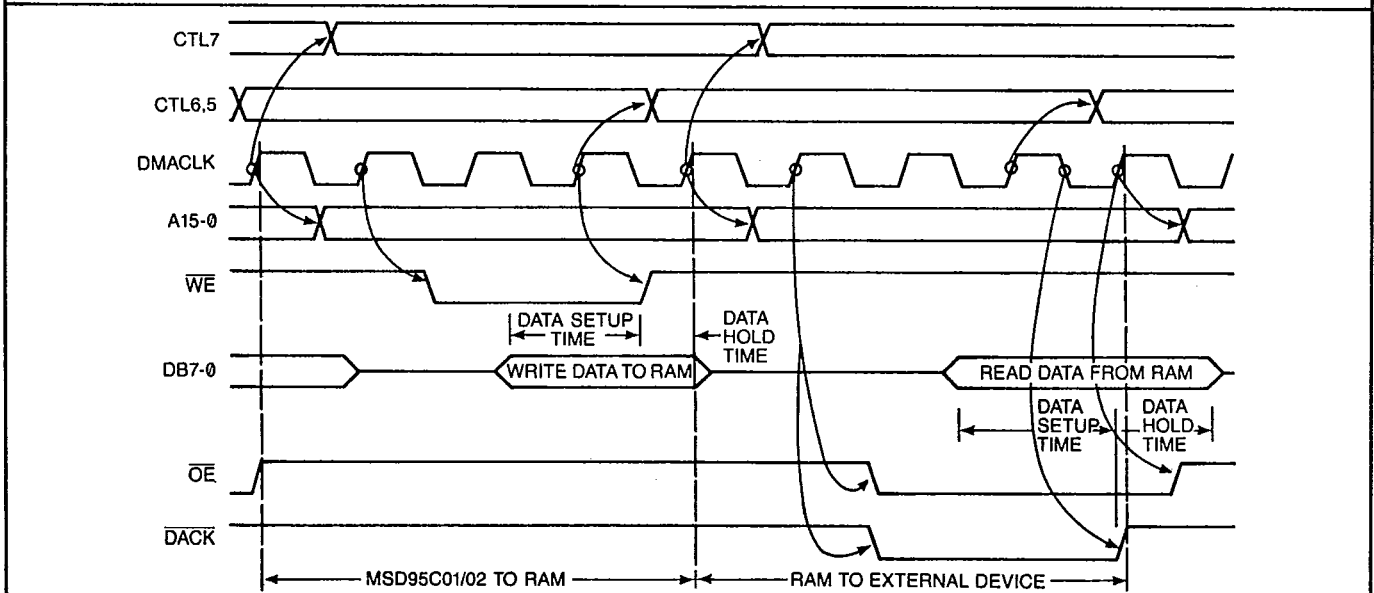 CTL7
CTL6,5
DMACLK
A15-0
WE
DATA SETUP
TIME
DATA
HOLD
TIME
DB7-0
WRITE DATA TO RAM
READ DATA FROM RAM
DATA
SETUP
TIME
DATA
HOLD
TIME
OE
DACK
MSD95C01/02 TO RAM
RAM TO EXTERNAL DEVICE